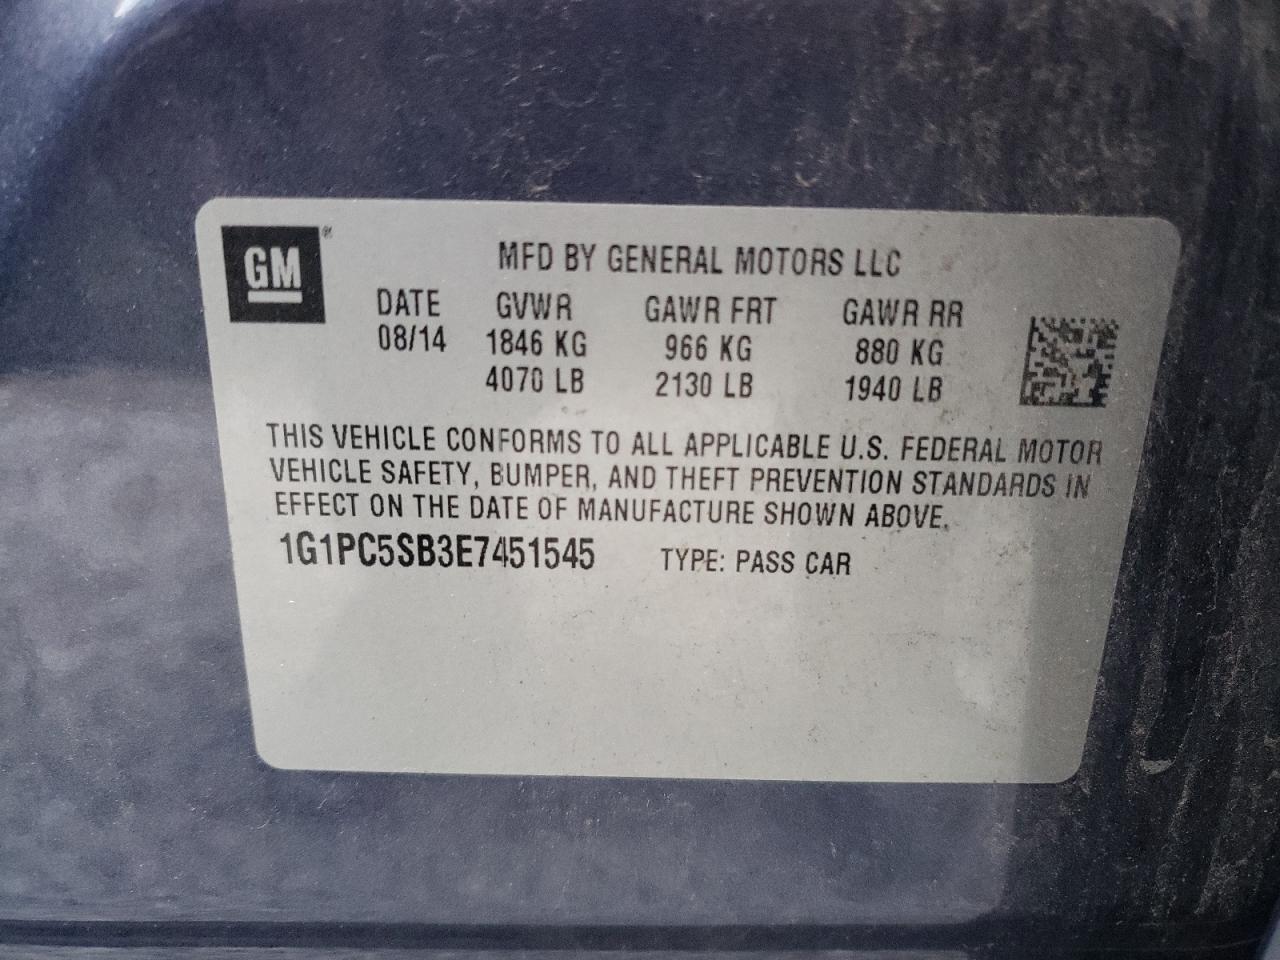 GM®
MFD BY GENERAL MOTORS LLC
DATE GVWR GAWR FRT GAWR RR
08/14 1846 KG 966 KG 880 KG
4070 LB 2130 LB 1940 LB
THIS VEHICLE CONFORMS TO ALL APPLICABLE U.S. FEDERAL MOTOR
VEHICLE SAFETY, BUMPER, AND THEFT PREVENTION STANDARDS IN
EFFECT ON THE DATE OF MANUFACTURE SHOWN ABOVE.
1G1PC5SB3E7451545 TYPE: PASS CAR